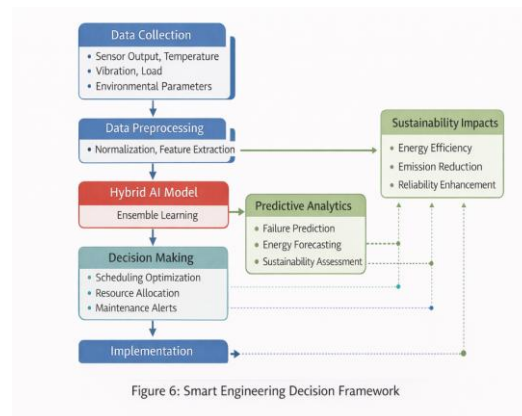 Data Collection
• Sensor Output, Temperature
• Vibration, Load
• Environmental Parameters
Data Preprocessing
• Normalization, Feature Extraction
Sustainability Impacts
• Energy Efficiency
• Emission Reduction
• Reliability Enhancement
Hybrid AI Model
Ensemble Learning
Predictive Analytics
• Failure Prediction
• Energy Forecasting
• Sustainability Assessment
Decision Making
• Scheduling Optimization
• Resource Allocation
• Maintenance Alerts
Implementation
Figure 6: Smart Engineering Decision Framework